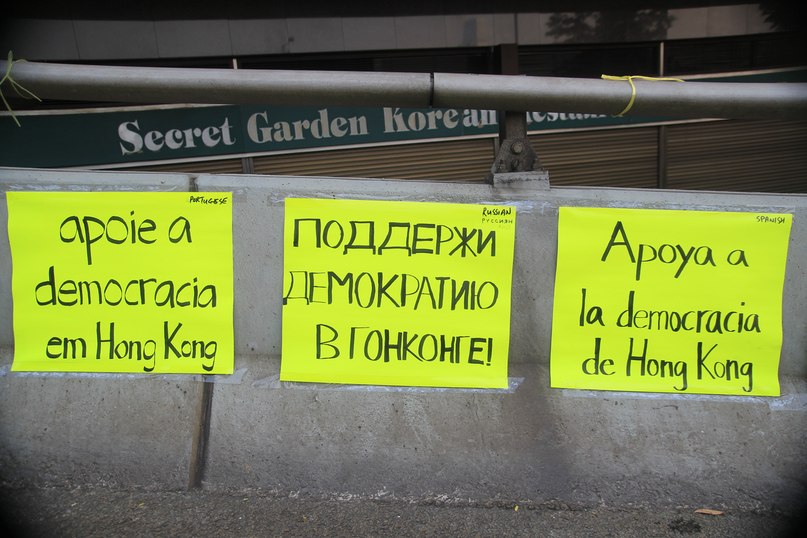 Secret Garden Korean
PORTUGESE
apoie a
democracia
em Hong Kong
RUSSIAN
РУССИЯН
ПОДДЕРЖИ
ДЕМОКРАТИЮ
В ГОНКОНГЕ!
SPANISH
Apoya a
la democracia
de Hong Kong